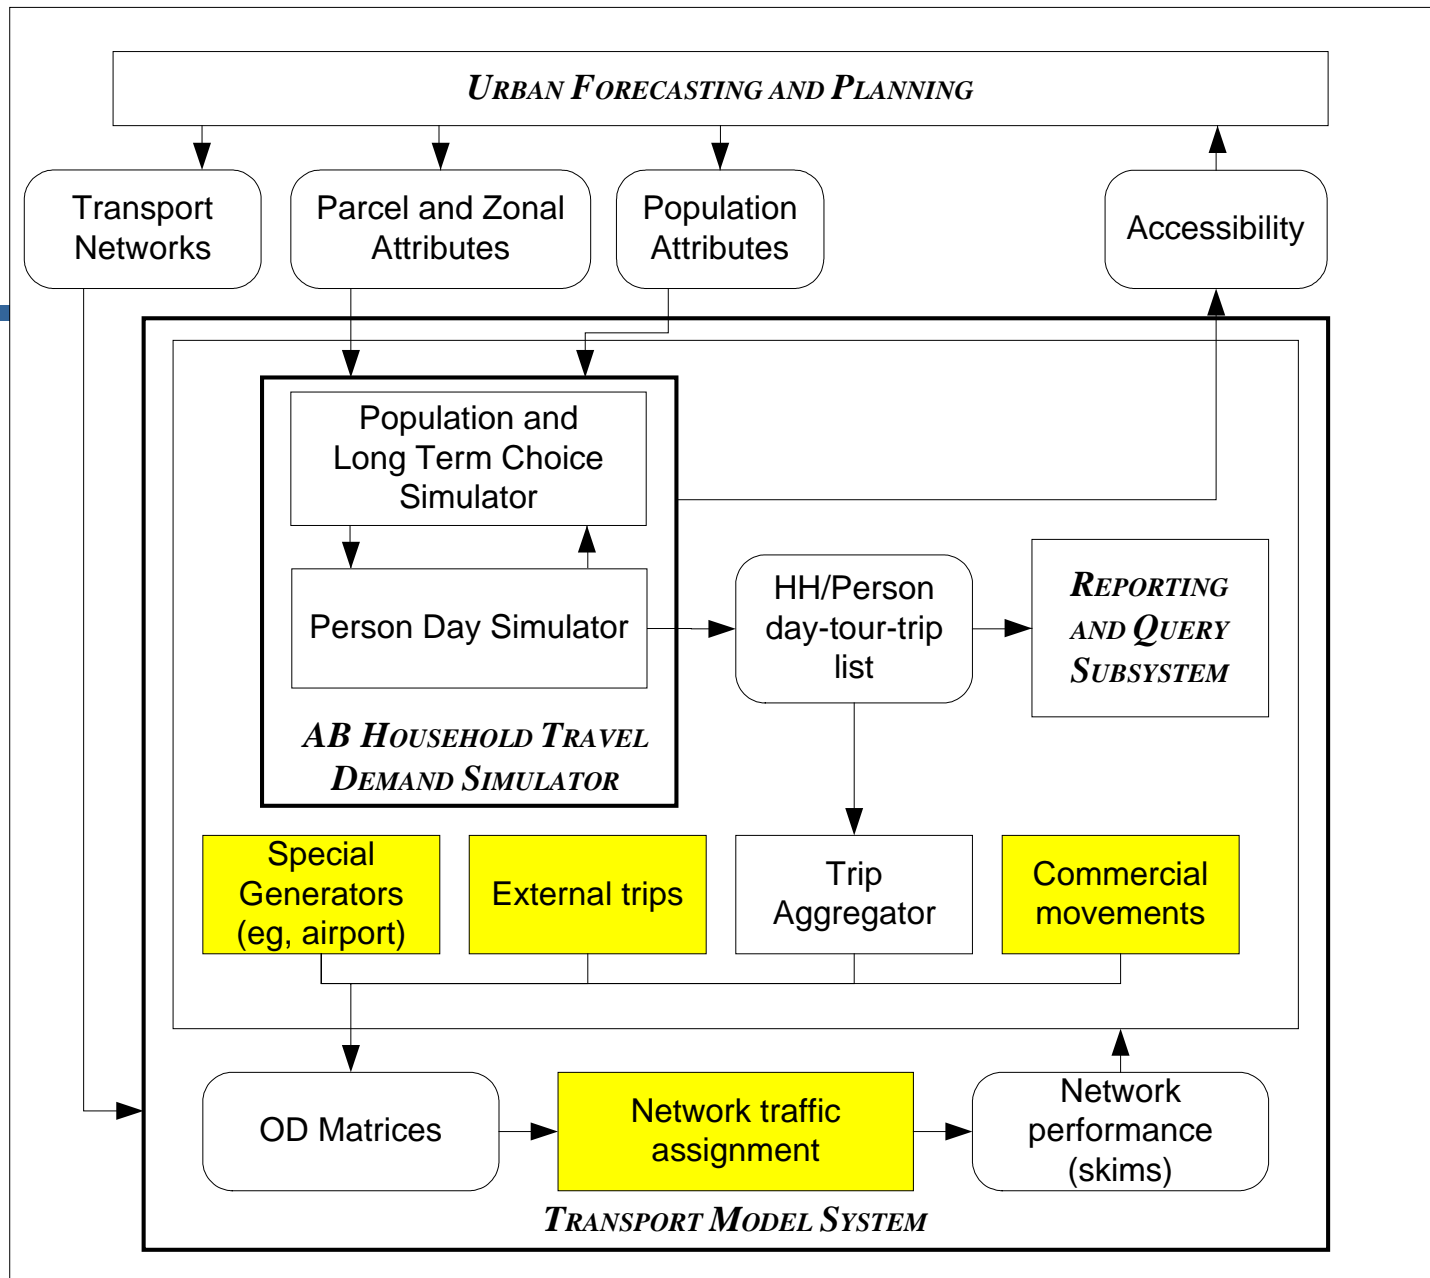 URBAN FORECASTING AND PLANNING
Transport
Networks
Parcel and Zonal
Attributes
Population
Attributes
Accessibility
Population and
Long Term Choice
Simulator
Person Day Simulator
AB HOUSEHOLD TRAVEL
DEMAND SIMULATOR
HH/Person
day-tour-trip
list
REPORTING
AND QUERY
SUBSYSTEM
Special
Generators
(eg, airport)
External trips
Trip
Aggregator
Commercial
movements
OD Matrices
Network traffic
assignment
Network
performance
(skims)
TRANSPORT MODEL SYSTEM